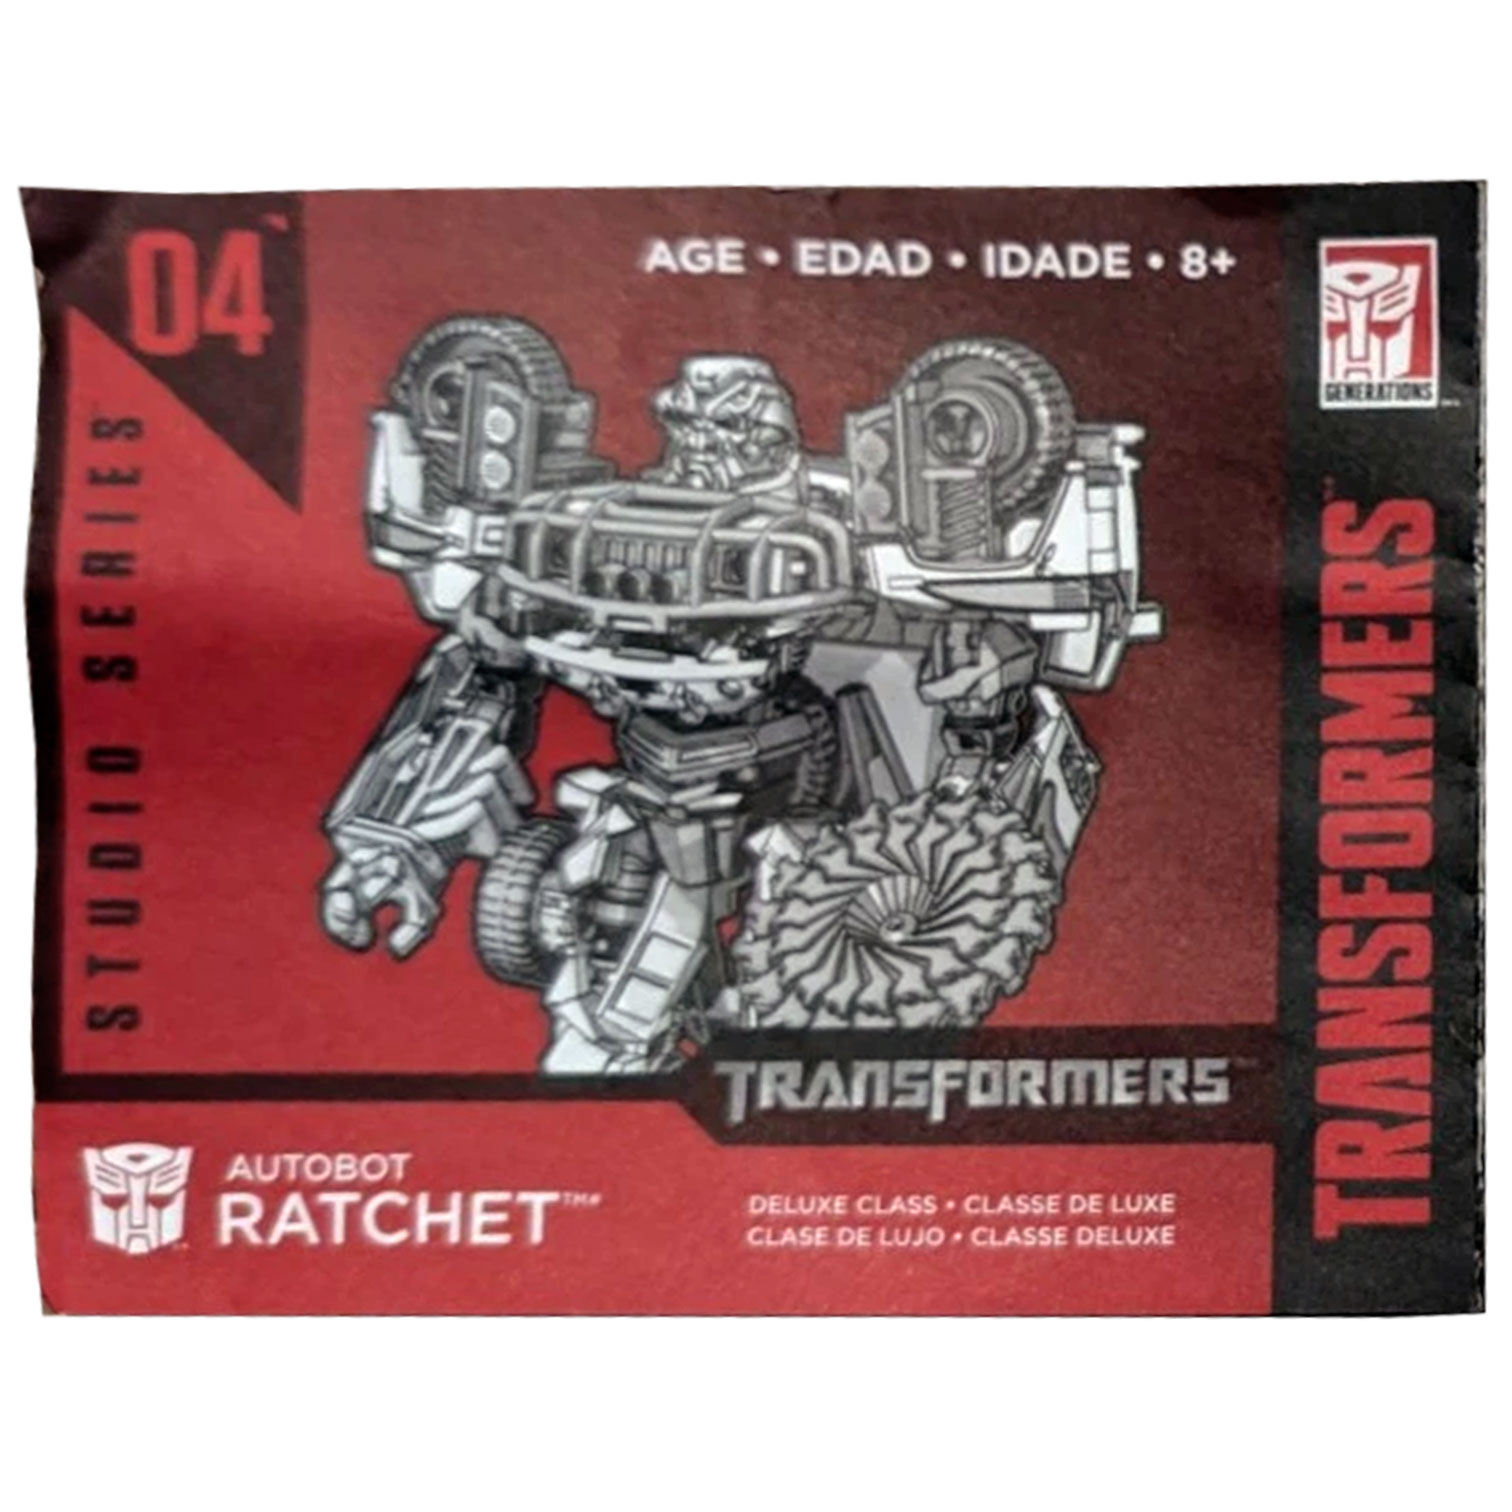 04
AGE • EDAD • IDADE • 8+
GENERATIONS
STUDIO SERIES
TRANSFORMERS
TRANSFORMERS
AUTOBOT
RATCHET™*
DELUXE CLASS • CLASSE DE LUXE
CLASE DE LUJO • CLASSE DELUXE